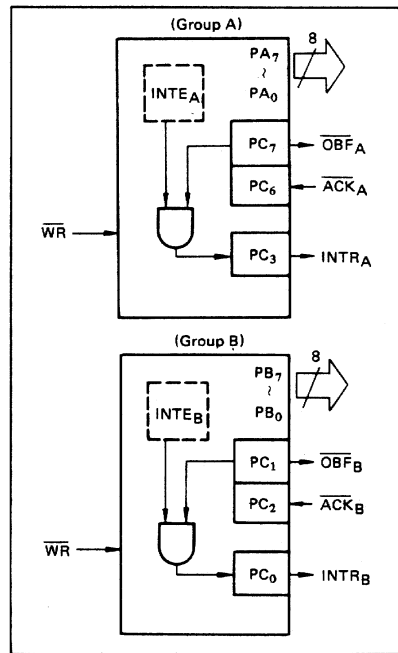 (Group A)
PA7
~
PA0
8
INTEA
PC7
OBFA
PC6
ACKA
WR
PC3
INTRA
(Group B)
PB7
~
PB0
8
INTEB
PC1
OBFB
PC2
ACKB
WR
PC0
INTRB